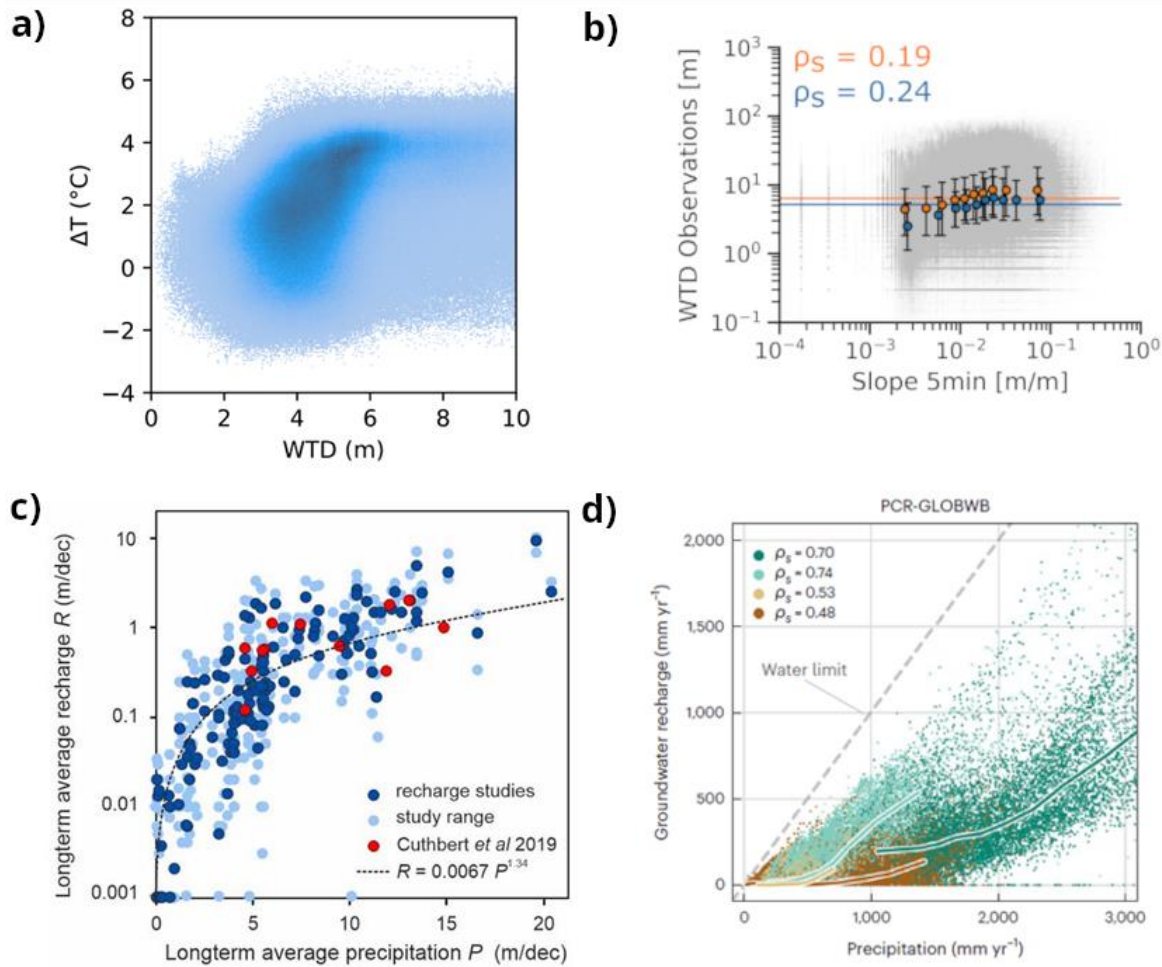 a)
8
6
4
2
0
−2
−4
ΔT (°C)
0 2 4 6 8 10
WTD (m)
b)
ρs = 0.19
ρs = 0.24
10³
10²
10¹
10⁰
10⁻¹
WTD Observations [m]
10⁻⁴ 10⁻³ 10⁻² 10⁻¹ 10⁰
Slope 5min [m/m]
c)
10
1
0.1
0.01
0.001
Longterm average recharge R (m/dec)
recharge studies
study range
Cuthbert et al 2019
R = 0.0067 P^1.34
0 5 10 15 20
Longterm average precipitation P (m/dec)
d)
PCR-GLOBWB
2,000
1,500
1,000
500
0
Groundwater recharge (mm yr⁻¹)
ρs = 0.70
ρs = 0.74
ρs = 0.53
ρs = 0.48
Water limit
0 1,000 2,000 3,000
Precipitation (mm yr⁻¹)